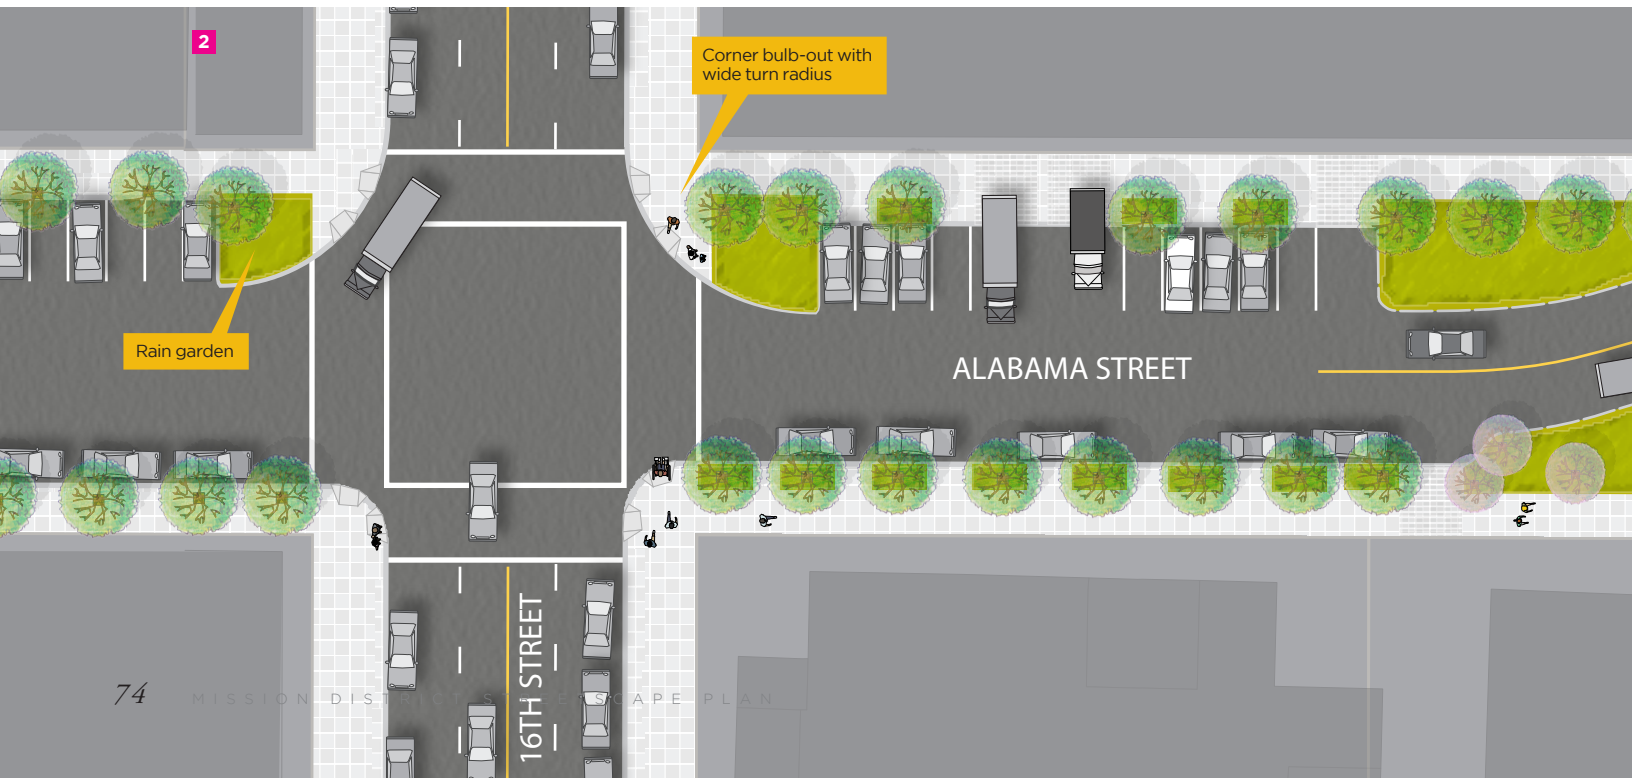 2
Corner bulb-out with
wide turn radius
Rain garden
ALABAMA STREET
16TH STREET
74 MISSION DISTRICT STREETSCAPE PLAN